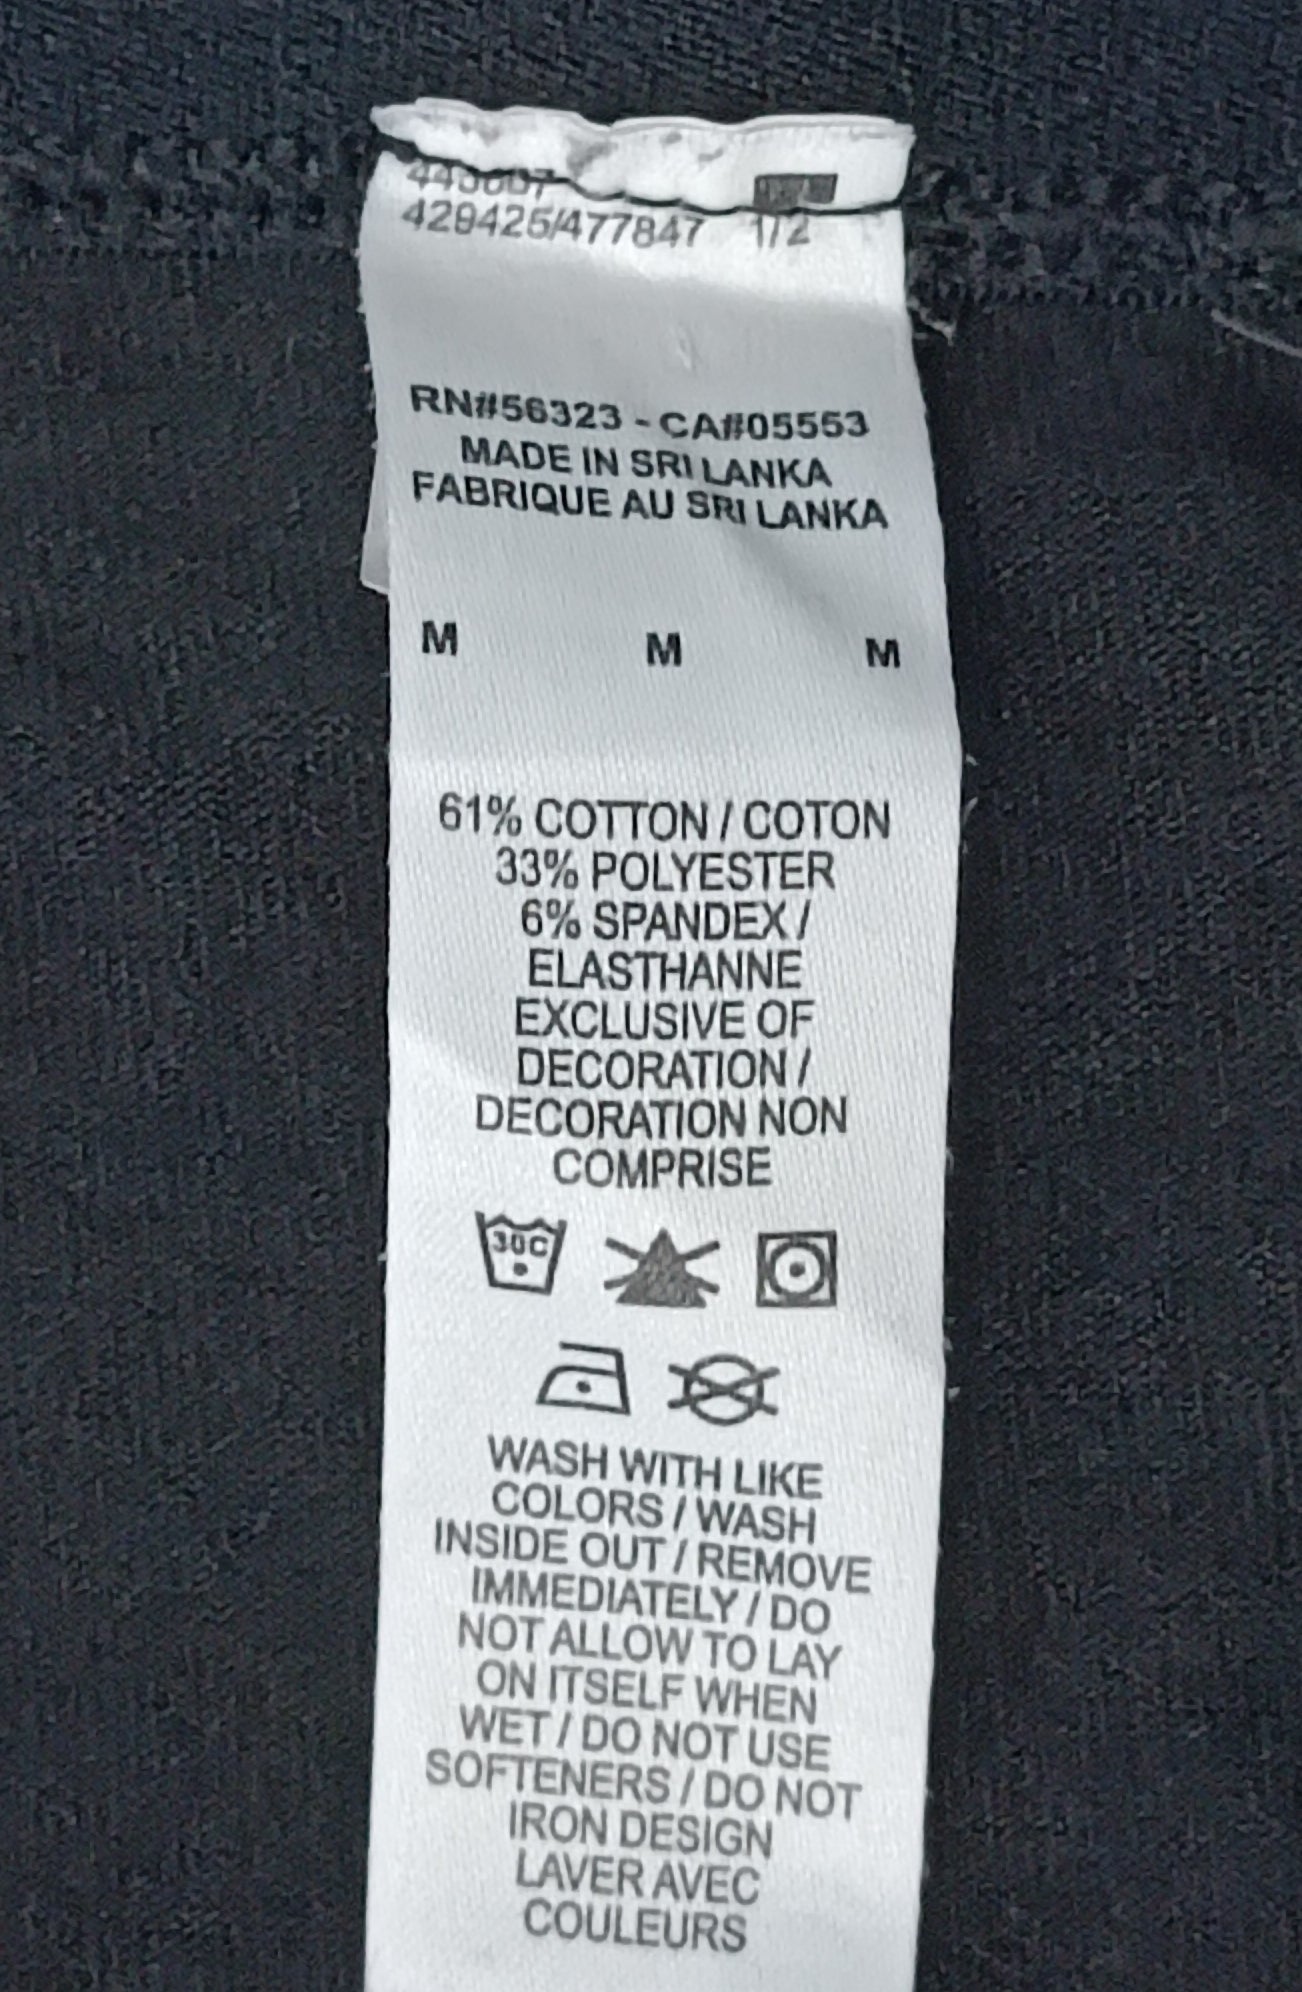 429425/477847 1/2
RN#56323 - CA#05553
MADE IN SRI LANKA
FABRIQUE AU SRI LANKA
M M M
61% COTTON / COTON
33% POLYESTER
6% SPANDEX /
ELASTHANNE
EXCLUSIVE OF
DECORATION /
DECORATION NON
COMPRISE
30C
WASH WITH LIKE
COLORS / WASH
INSIDE OUT / REMOVE
IMMEDIATELY / DO
NOT ALLOW TO LAY
ON ITSELF WHEN
WET / DO NOT USE
SOFTENERS / DO NOT
IRON DESIGN
LAVER AVEC
COULEURS